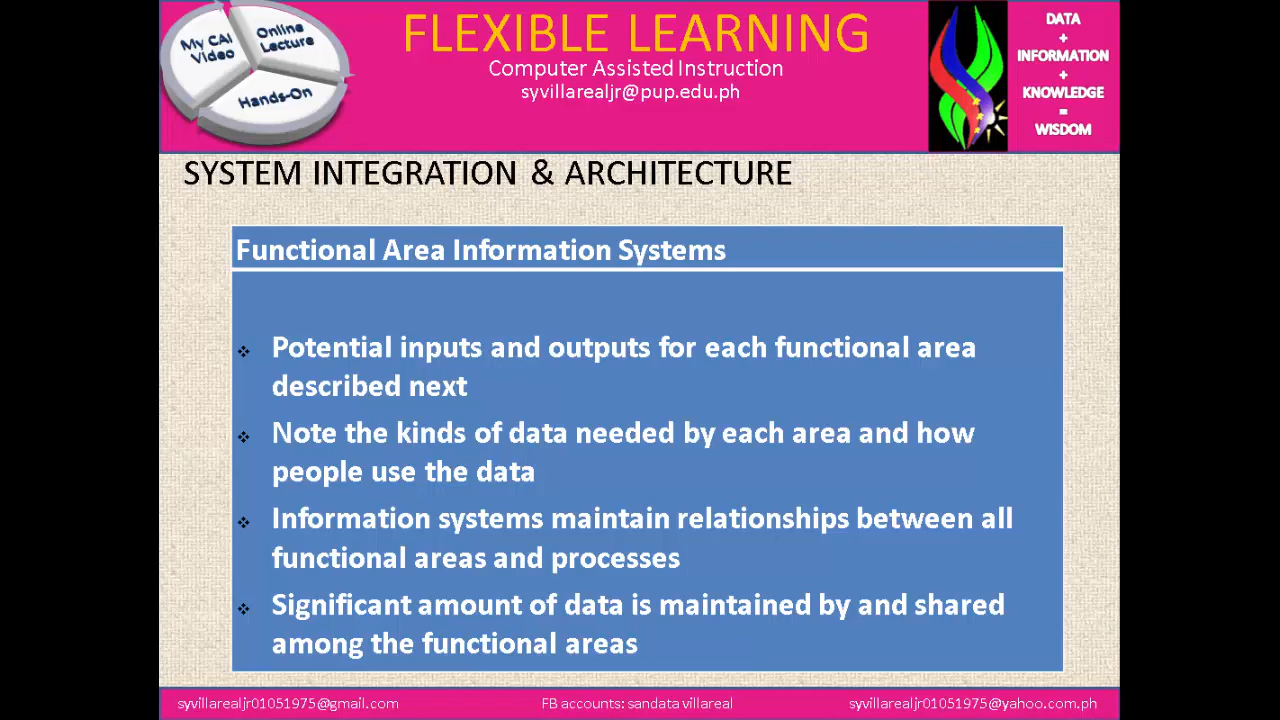 My CAI
Video
Online
Lecture
Hands-On
FLEXIBLE LEARNING
Computer Assisted Instruction
syvillarealjr@pup.edu.ph
DATA
+
INFORMATION
+
KNOWLEDGE
=
WISDOM
SYSTEM INTEGRATION & ARCHITECTURE
Functional Area Information Systems
Potential inputs and outputs for each functional area
described next
Note the kinds of data needed by each area and how
people use the data
Information systems maintain relationships between all
functional areas and processes
Significant amount of data is maintained by and shared
among the functional areas
syvillarealjr01051975@gmail.com
FB accounts: sandata villareal
syvillarealjr01051975@yahoo.com.ph